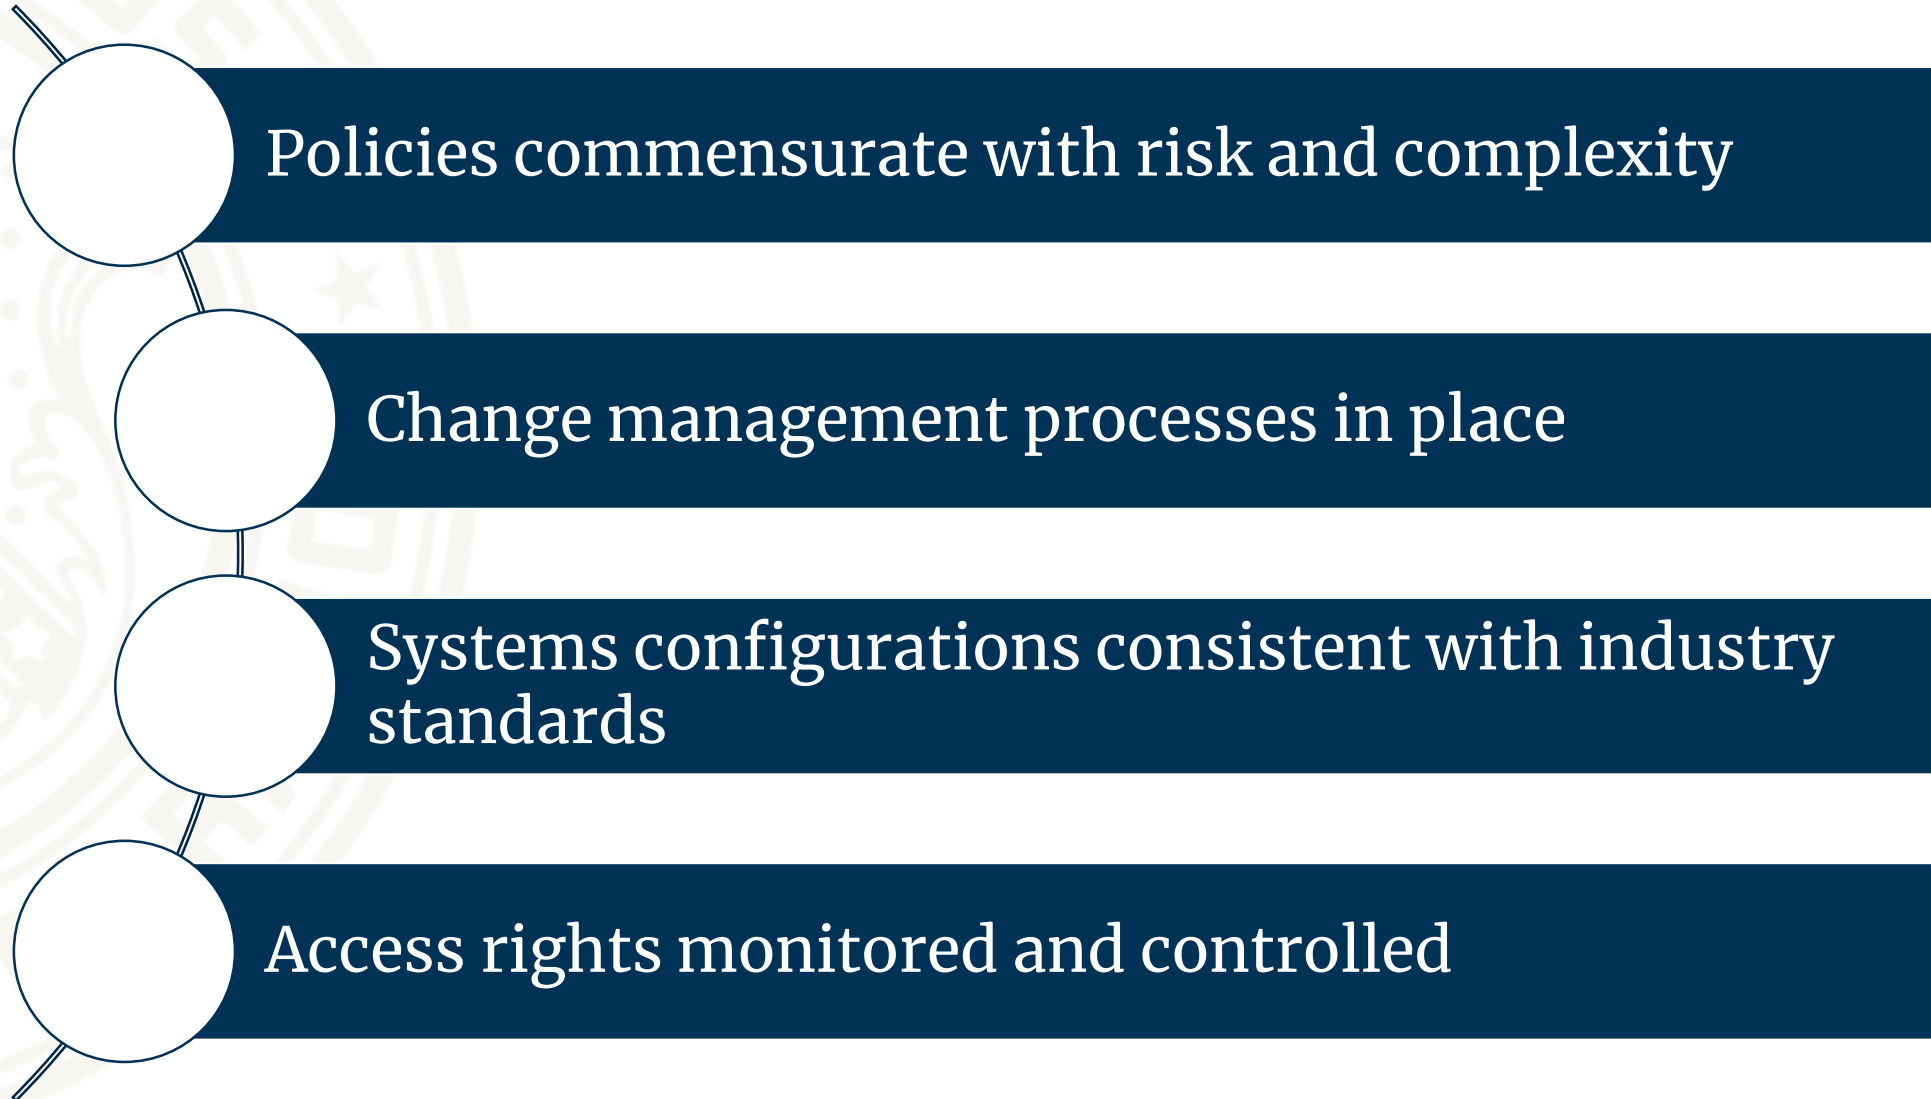 Policies commensurate with risk and complexity
Change management processes in place
Systems configurations consistent with industry
standards
Access rights monitored and controlled